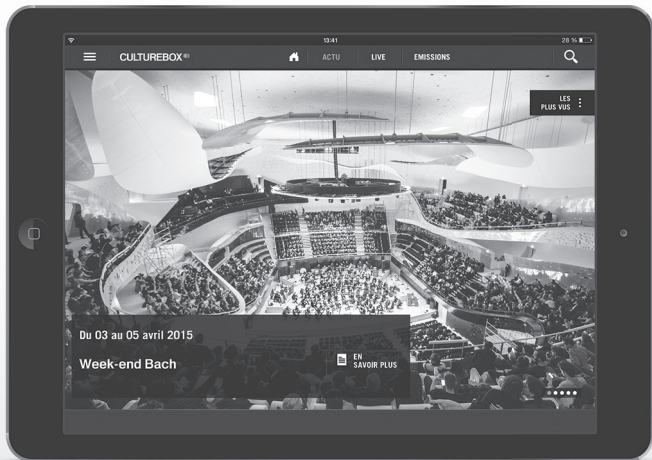 13:41
28 %
CULTUREBOX
ACTU
LIVE
EMISSIONS
LES
PLUS VUS
Du 03 au 05 avril 2015
Week-end Bach
EN
SAVOIR PLUS